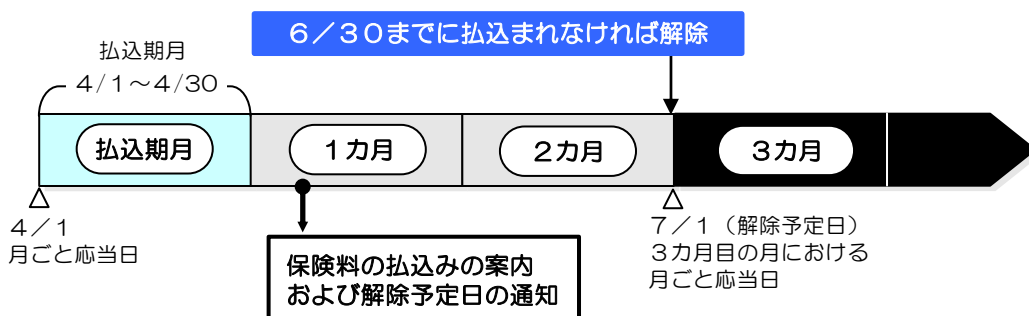 ６／３０までに払込まれなければ解除
払込期月
４/１～４/３０
払込期月
１カ月
２カ月
３カ月
４／１
月ごと応当日
７／１（解除予定日）
３カ月目の月における
月ごと応当日
保険料の払込みの案内
および解除予定日の通知